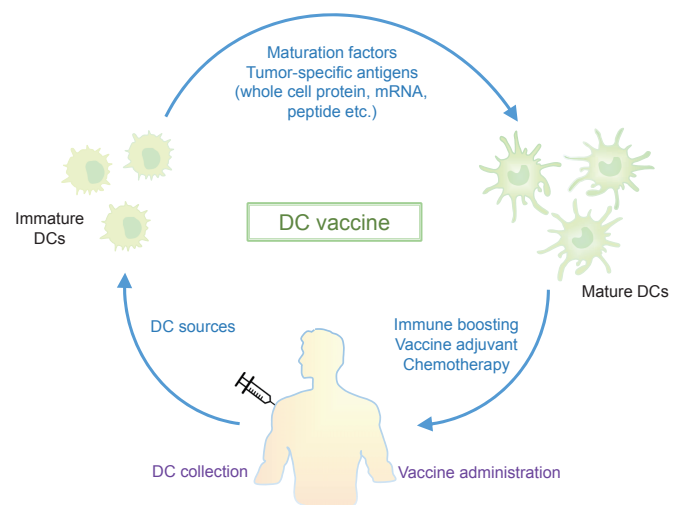 Maturation factors
Tumor-specific antigens
(whole cell protein, mRNA,
peptide etc.)
Immature
DCs
DC vaccine
Mature DCs
DC sources
Immune boosting
Vaccine adjuvant
Chemotherapy
DC collection
Vaccine administration